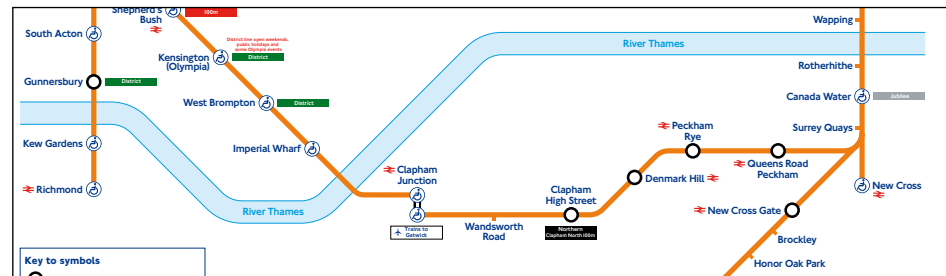 Shepherd's
Bush
100m
South Acton
District line open weekends,
public holidays and
some Olympia events
Kensington
(Olympia)
District
Gunnersbury
District
West Brompton
District
Kew Gardens
Imperial Wharf
Richmond
River Thames
Clapham
Junction
Trains to
Gatwick
Wandsworth
Road
Clapham
High Street
Northern
Clapham North 100m
Denmark Hill
Peckham
Rye
Queens Road
Peckham
River Thames
Wapping
Rotherhithe
Canada Water
Jubilee
Surrey Quays
New Cross
New Cross Gate
Brockley
Honor Oak Park
Key to symbols